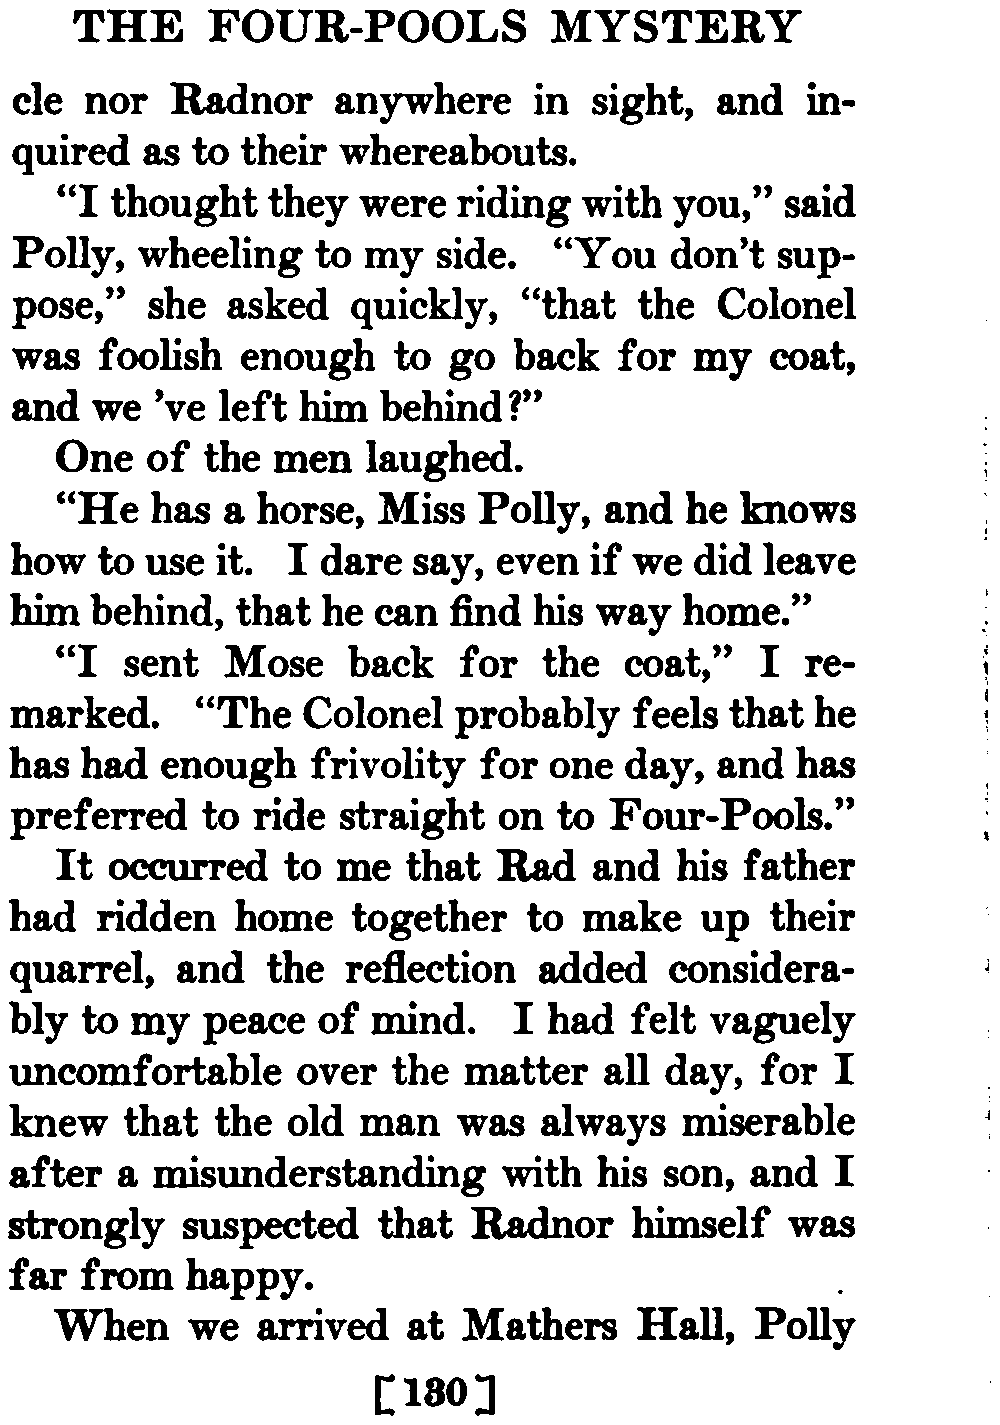 THE FOUR-POOLS MYSTERY
cle nor Radnor anywhere in sight, and in-
quired as to their whereabouts.
“I thought they were riding with you,” said
Polly, wheeling to my side. “You don't sup-
pose,” she asked quickly, “that the Colonel
was foolish enough to go back for my coat,
and we 've left him behind?”
One of the men laughed.
“He has a horse, Miss Polly, and he knows
how to use it. I dare say, even if we did leave
him behind, that he can find his way home.”
“I sent Mose back for the coat,” I re-
marked. “The Colonel probably feels that he
has had enough frivolity for one day, and has
preferred to ride straight on to Four-Pools.”
It occurred to me that Rad and his father
had ridden home together to make up their
quarrel, and the reflection added considera-
bly to my peace of mind. I had felt vaguely
uncomfortable over the matter all day, for I
knew that the old man was always miserable
after a misunderstanding with his son, and I
strongly suspected that Radnor himself was
far from happy.
When we arrived at Mathers Hall, Polly
[130]